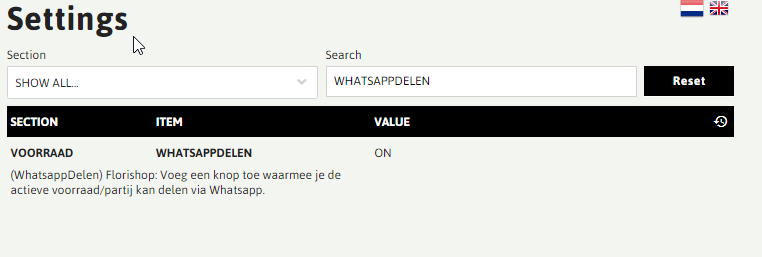 Settings
Section
Search
SHOW ALL...
WHATSAPPDELEN
Reset
SECTION ITEM VALUE
VOORRAAD WHATSAPPDELEN ON
(WhatsappDelen) Florishop: Voeg een knop toe waarmee je de
actieve voorraad/partij kan delen via Whatsapp.